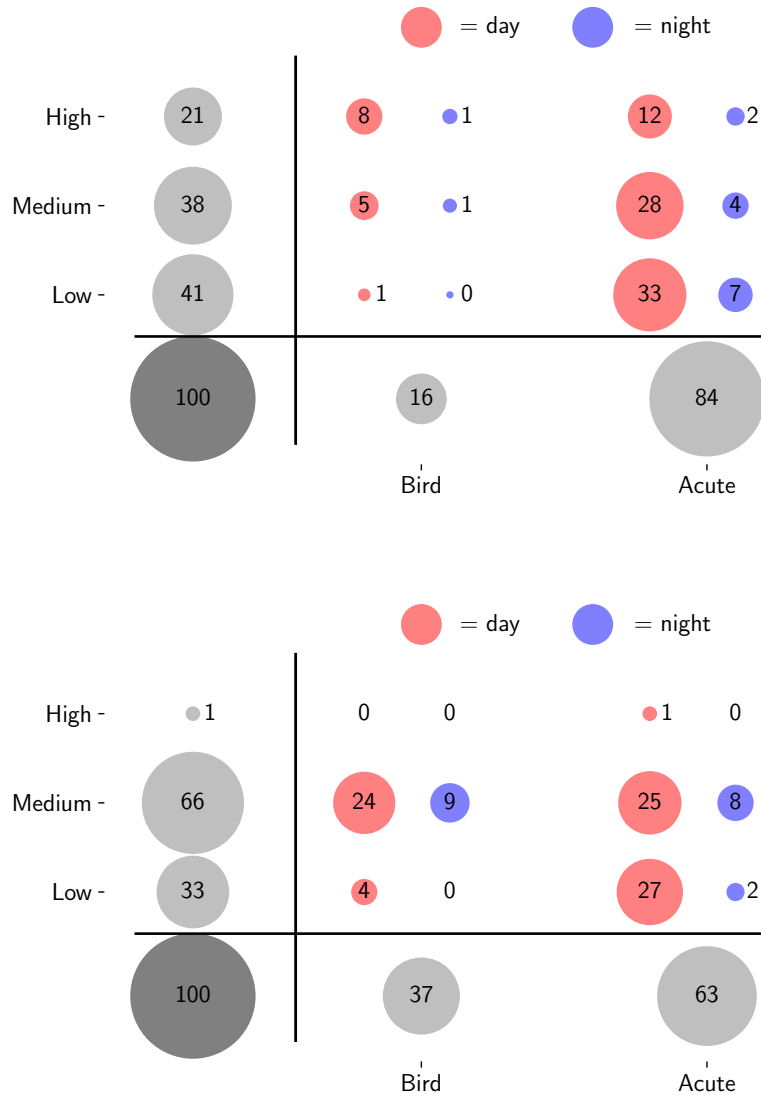 = day = night
High 21 8 1 12 2
Medium 38 5 1 28 4
Low 41 1 0 33 7
100 16 84
Bird Acute
= day = night
High 1 0 0 1 0
Medium 66 24 9 25 8
Low 33 4 0 27 2
100 37 63
Bird Acute